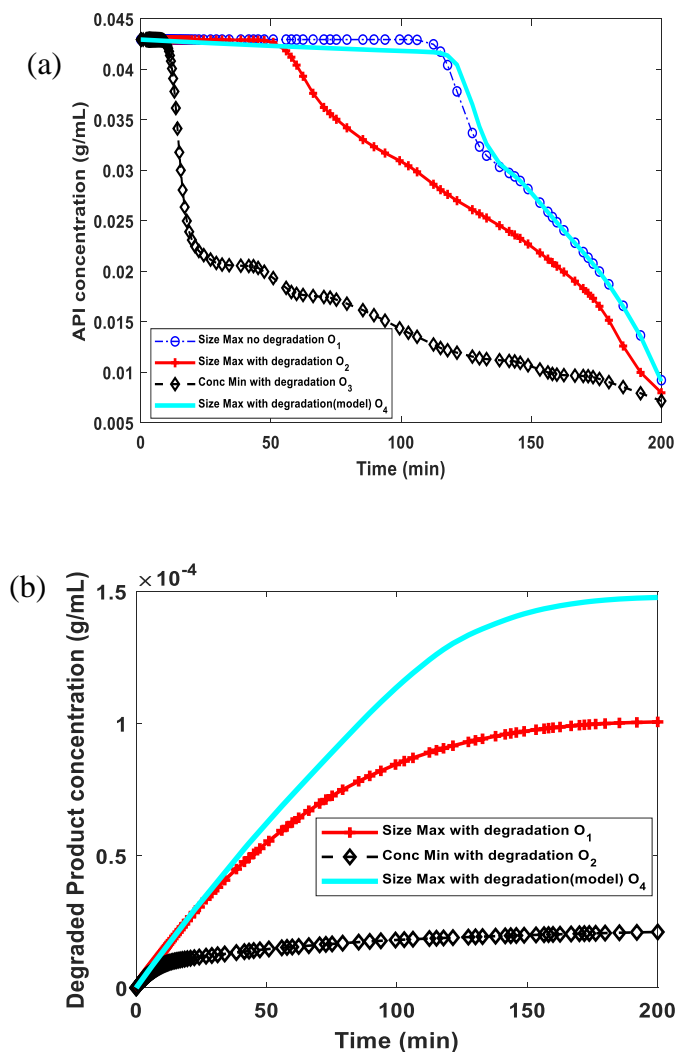 (a)
API concentration (g/mL)
0.045
0.04
0.035
0.03
0.025
0.02
0.015
0.01
0.005
Size Max no degradation O1
Size Max with degradation O2
Conc Min with degradation O3
Size Max with degradation(model) O4
0 50 100 150 200
Time (min)
(b)
Degraded Product concentration (g/mL)
×10-4
1.5
1
0.5
0
Size Max with degradation O1
Conc Min with degradation O2
Size Max with degradation(model) O4
0 50 100 150 200
Time (min)